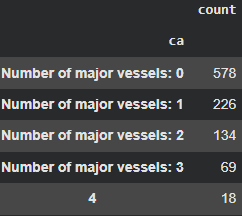 count
ca
Number of major vessels: 0 578
Number of major vessels: 1 226
Number of major vessels: 2 134
Number of major vessels: 3 69
4 18